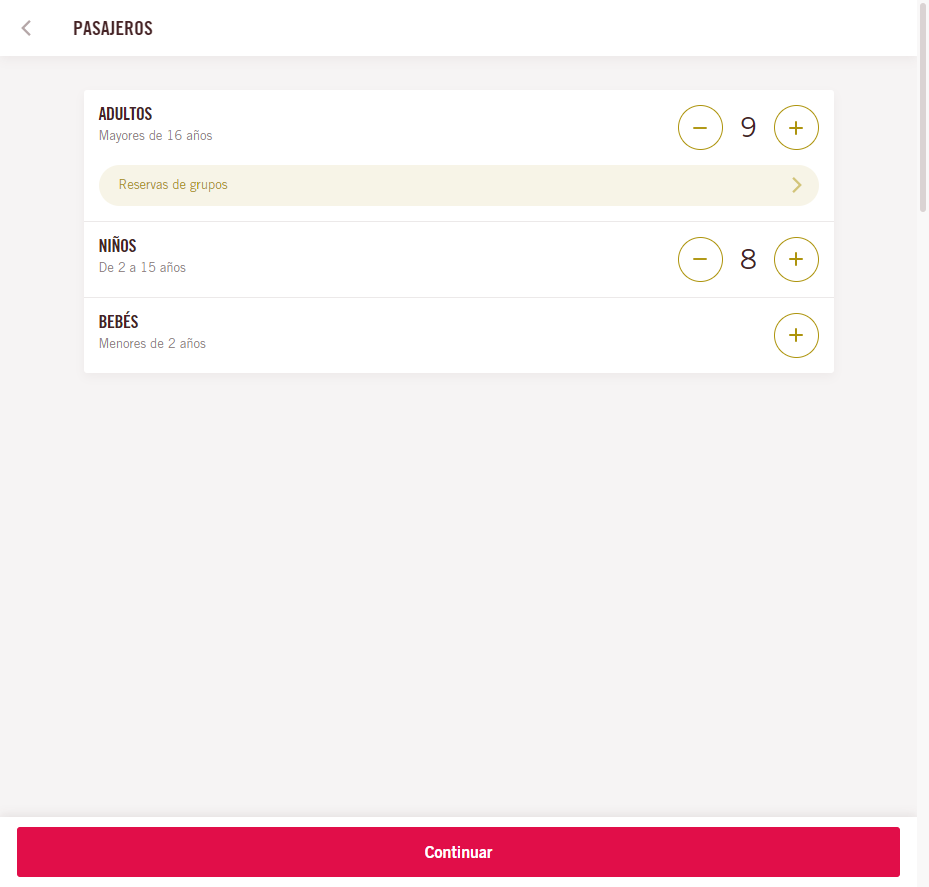 PASAJEROS
ADULTOS
Mayores de 16 años
9
Reservas de grupos
NIÑOS
De 2 a 15 años
8
BEBÉS
Menores de 2 años
Continuar